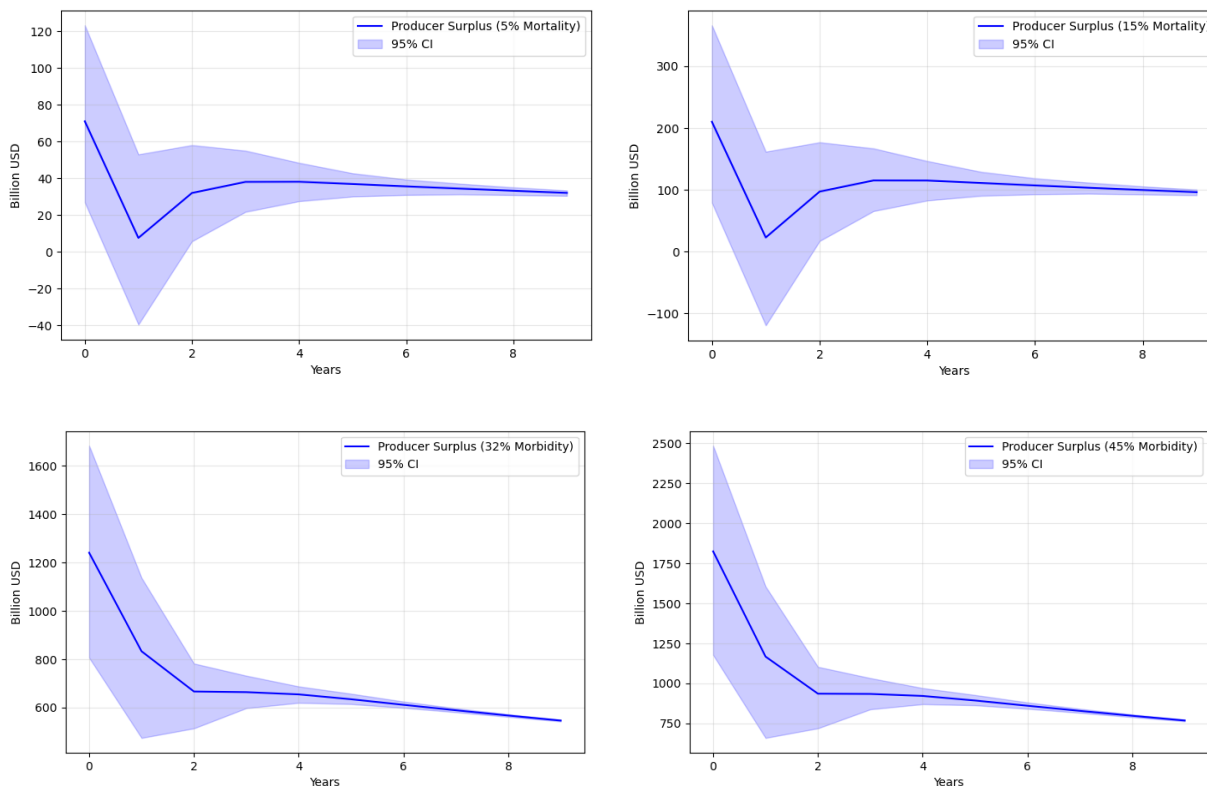 Producer Surplus (5% Mortality)
95% CI
120
100
80
60
40
20
0
−20
−40
Billion USD
0 2 4 6 8
Years
Producer Surplus (15% Mortality)
95% CI
300
200
100
0
−100
Billion USD
0 2 4 6 8
Years
Producer Surplus (32% Morbidity)
95% CI
1600
1400
1200
1000
800
600
Billion USD
0 2 4 6 8
Years
Producer Surplus (45% Morbidity)
95% CI
2500
2250
2000
1750
1500
1250
1000
750
Billion USD
0 2 4 6 8
Years